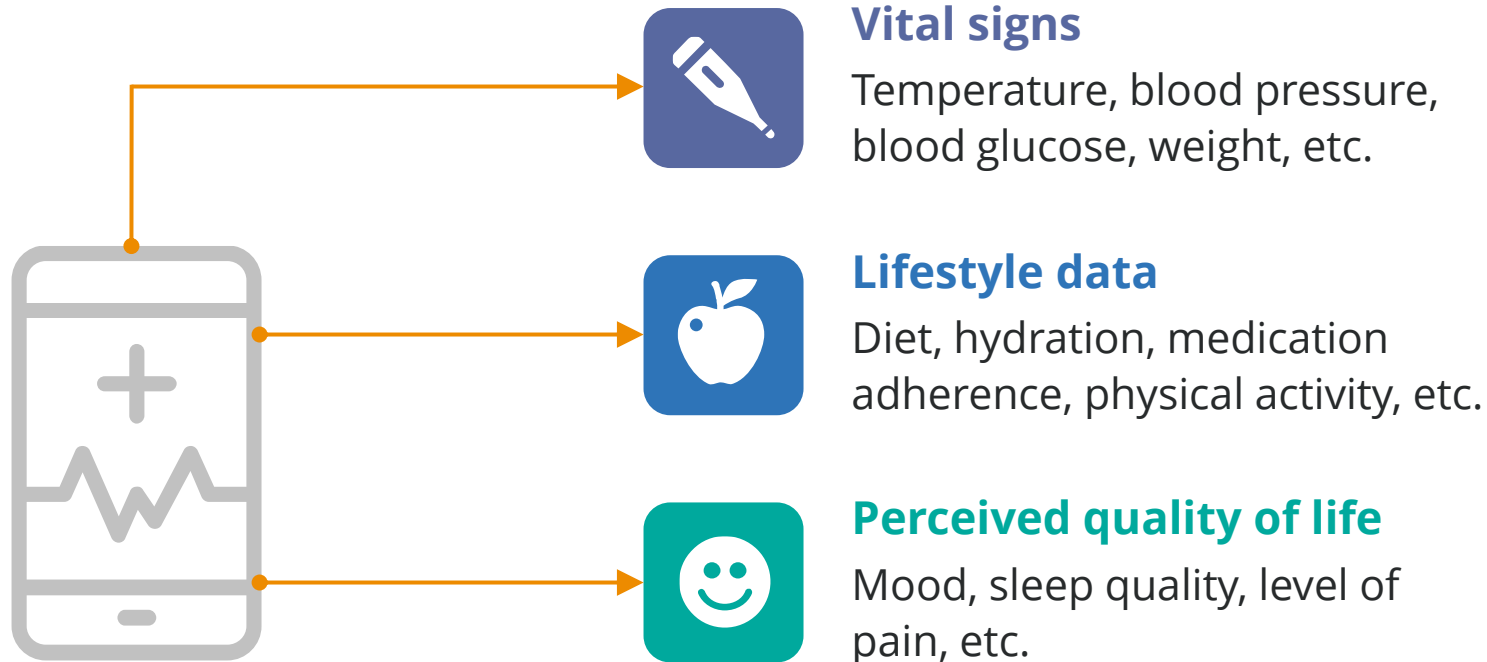 Vital signs
Temperature, blood pressure,
blood glucose, weight, etc.
Lifestyle data
Diet, hydration, medication
adherence, physical activity, etc.
Perceived quality of life
Mood, sleep quality, level of
pain, etc.